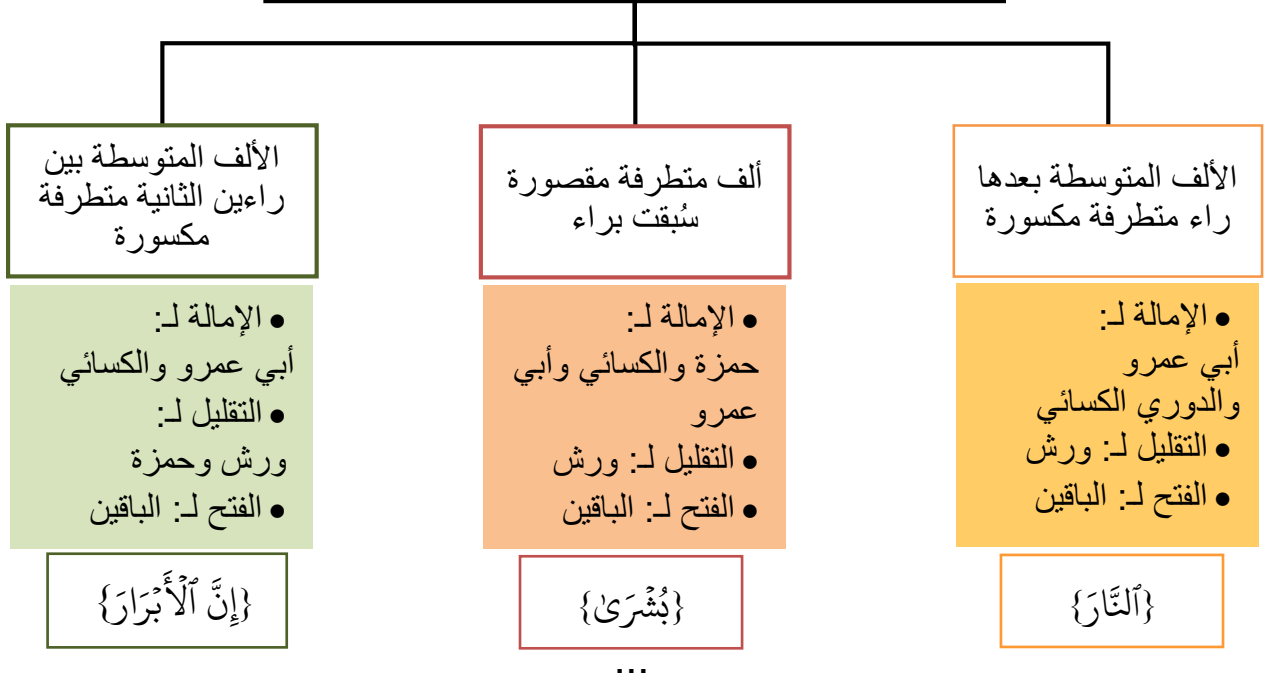 الألف المتوسطة بعدها
راء متطرفة مكسورة
• الإمالة لـ:
أبي عمرو
والدوري الكسائي
• التقليل لـ: ورش
• الفتح لـ: الباقين
{ٱلنَّارَ}
ألف متطرفة مقصورة
سُبقت براء
• الإمالة لـ:
حمزة والكسائي وأبي
عمرو
• التقليل لـ: ورش
• الفتح لـ: الباقين
{بُشۡرَىٰ}
الألف المتوسطة بين
راءين الثانية متطرفة
مكسورة
• الإمالة لـ:
أبي عمرو والكسائي
• التقليل لـ:
ورش وحمزة
• الفتح لـ: الباقين
{إِنَّ ٱلۡأَبۡرَارَ}
...